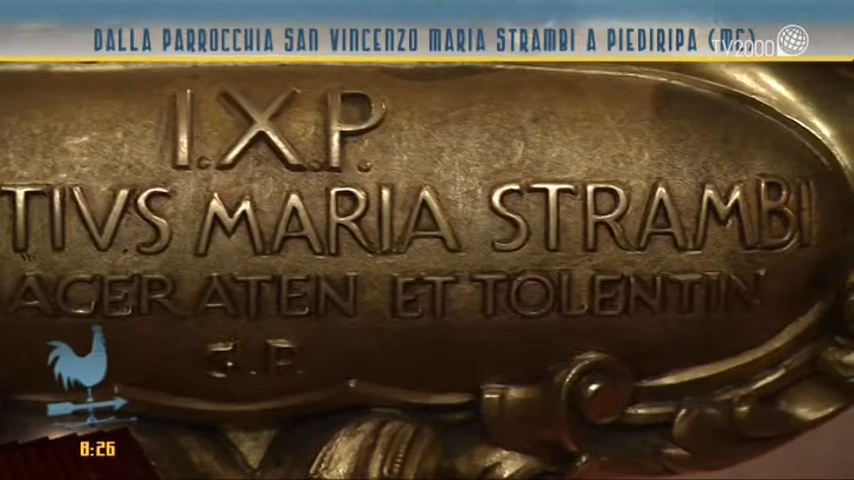 DALLA PARROCCHIA SAN VINCENZO MARIA STRAMBI A PIEDIRIPA (MC)
TV2000
I.X.P.
TIVS MARIA STRAMBI
ACER ATEN ET TOLENTIN
8:26